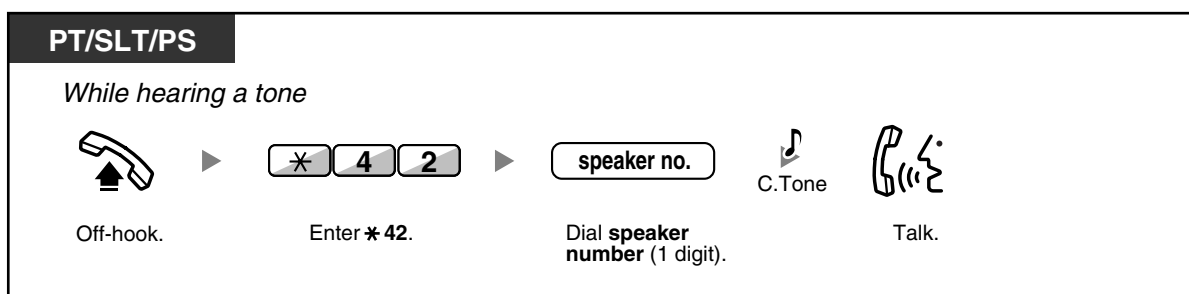 PT/SLT/PS
While hearing a tone
* 4 2
speaker no.
C.Tone
Off-hook.
Enter * 42.
Dial speaker
number (1 digit).
Talk.